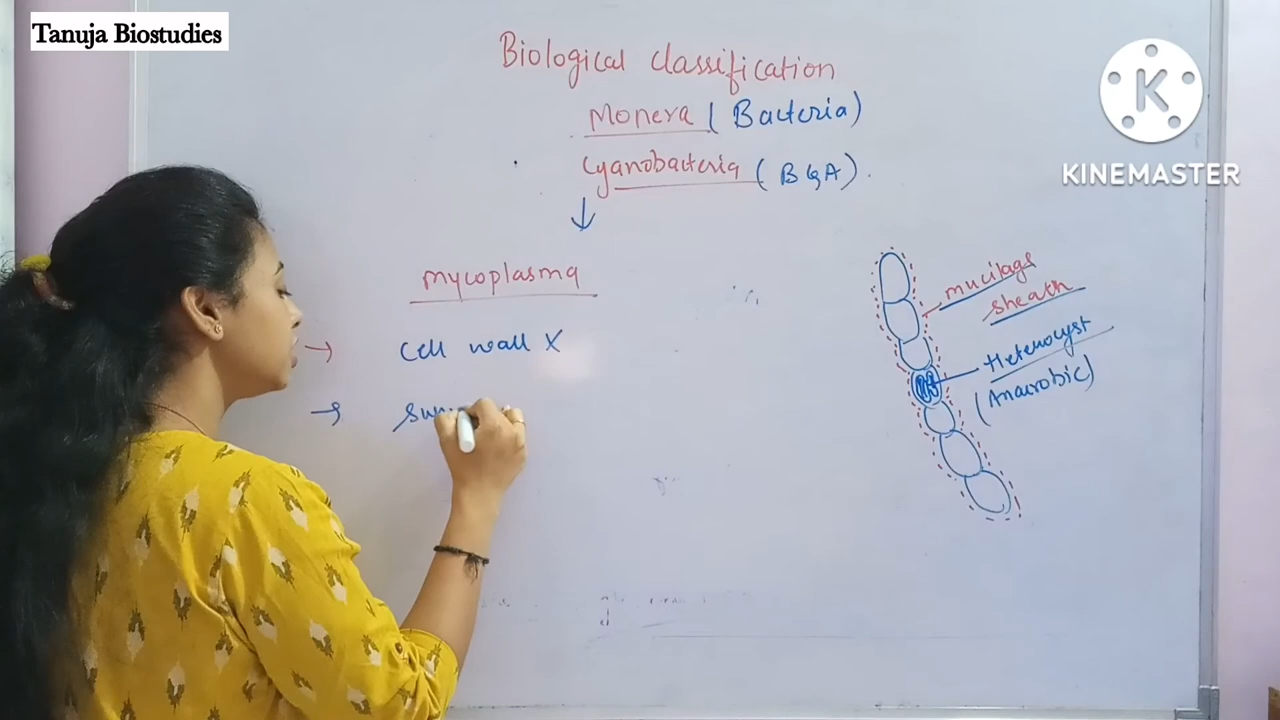 Tanuja Biostudies
Biological classification
Monera (Bacteria)
Cyanobacteria (BGA).
↓
mycoplasma
→ Cell wall X
→
mucilage
sheath
Heterocyst
(Anaerobic)
K
KINEMASTER